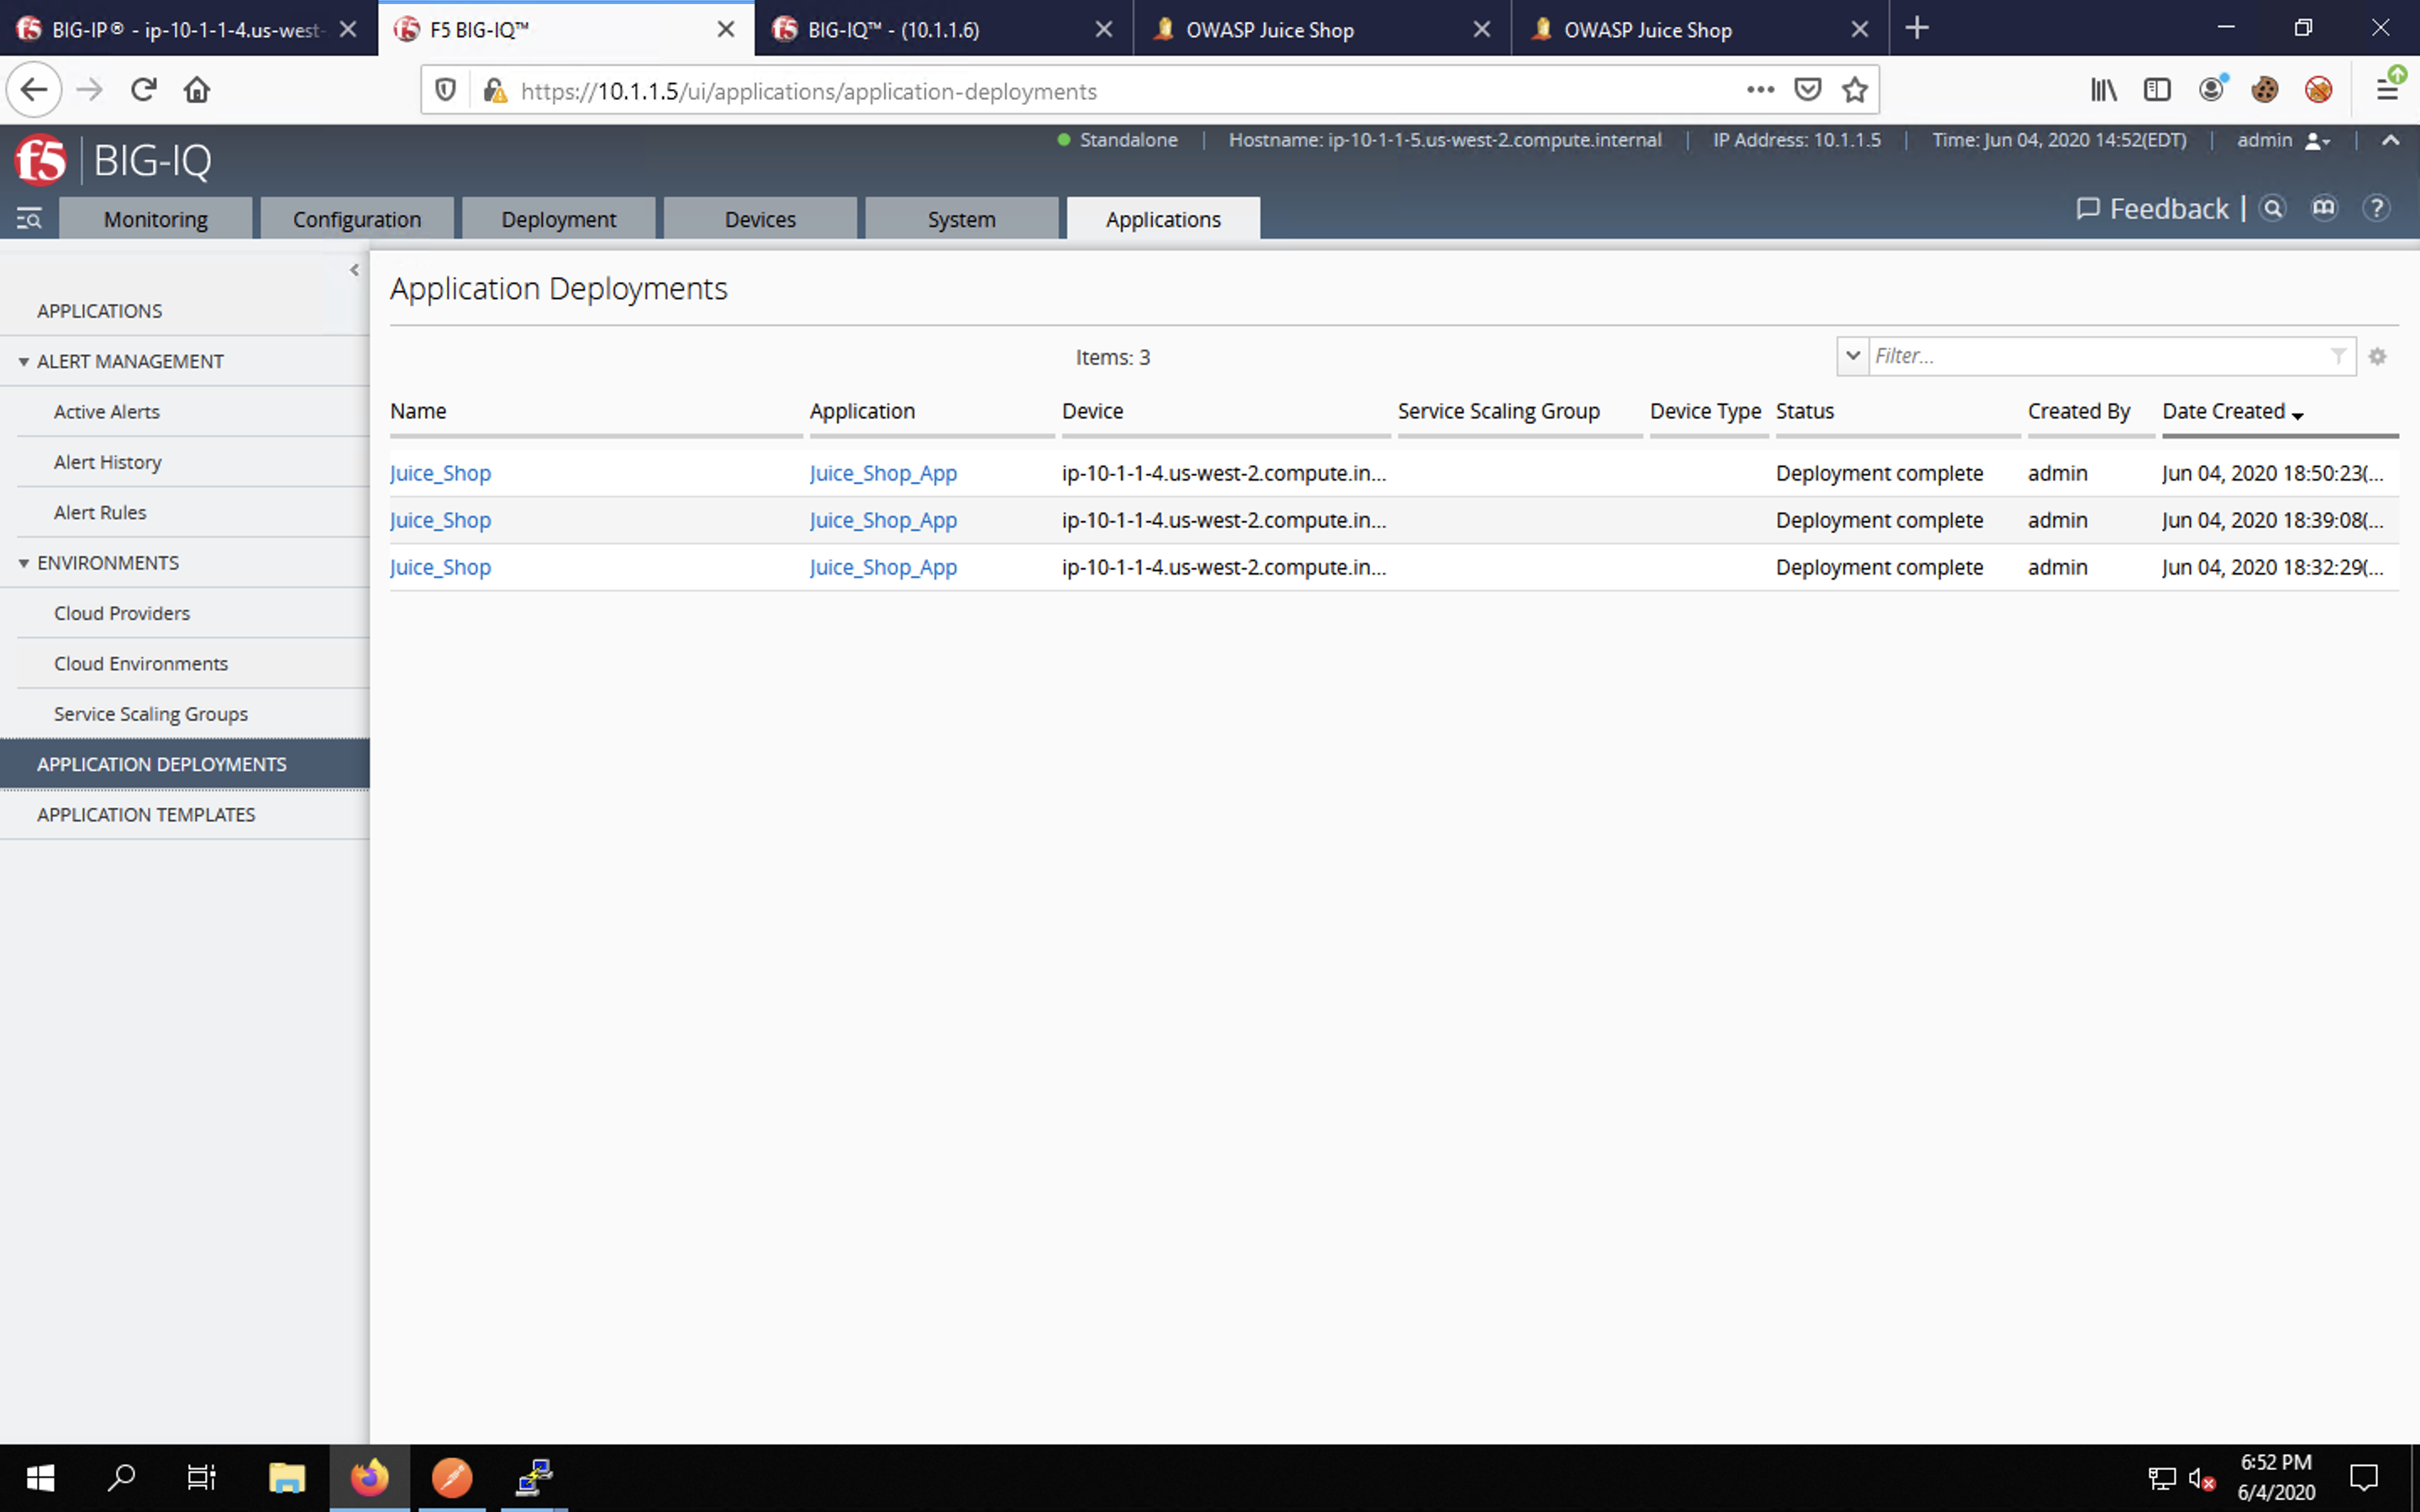 BIG-IP® - ip-10-1-1-4.us-west-
F5 BIG-IQ™
BIG-IQ™ - (10.1.1.6)
OWASP Juice Shop
OWASP Juice Shop
https://10.1.1.5/ui/applications/application-deployments
Standalone | Hostname: ip-10-1-1-5.us-west-2.compute.internal | IP Address: 10.1.1.5 | Time: Jun 04, 2020 14:52(EDT) | admin
f5 BIG-IQ
Monitoring Configuration Deployment Devices System Applications
Feedback |
APPLICATIONS
ALERT MANAGEMENT
Active Alerts
Alert History
Alert Rules
ENVIRONMENTS
Cloud Providers
Cloud Environments
Service Scaling Groups
APPLICATION DEPLOYMENTS
APPLICATION TEMPLATES
Application Deployments
Items: 3
Filter...
Name Application Device Service Scaling Group Device Type Status Created By Date Created
Juice_Shop Juice_Shop_App ip-10-1-1-4.us-west-2.compute.in... Deployment complete admin Jun 04, 2020 18:50:23(...
Juice_Shop Juice_Shop_App ip-10-1-1-4.us-west-2.compute.in... Deployment complete admin Jun 04, 2020 18:39:08(...
Juice_Shop Juice_Shop_App ip-10-1-1-4.us-west-2.compute.in... Deployment complete admin Jun 04, 2020 18:32:29(...
6:52 PM
6/4/2020